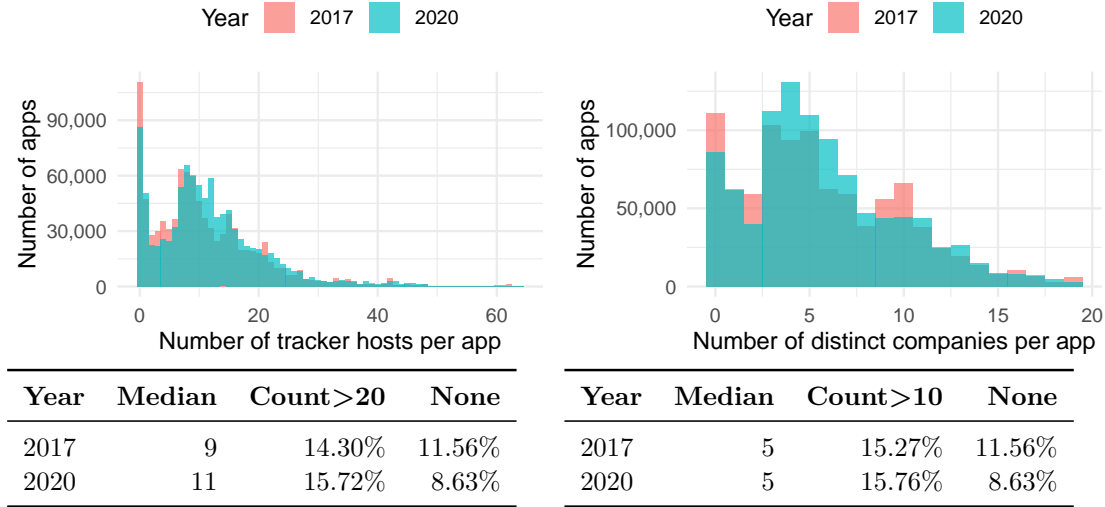 Year 2017 2020
Number of apps
90,000
60,000
30,000
0
0 20 40 60
Number of tracker hosts per app
Year Median Count>20 None
2017 9 14.30% 11.56%
2020 11 15.72% 8.63%
Year 2017 2020
Number of apps
100,000
50,000
0
0 5 10 15 20
Number of distinct companies per app
Year Median Count>10 None
2017 5 15.27% 11.56%
2020 5 15.76% 8.63%